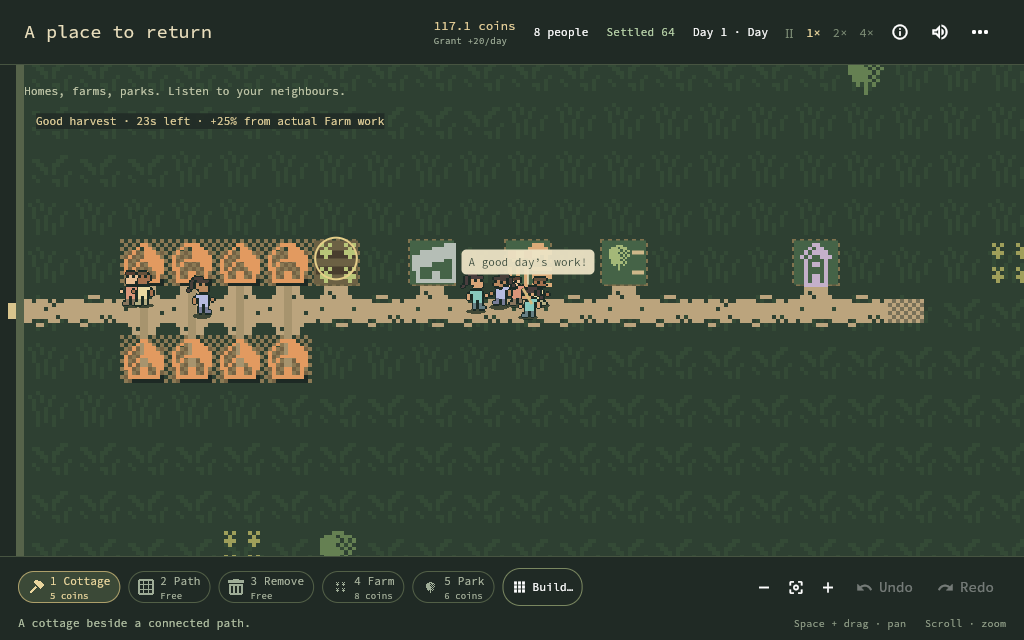 A place to return
117.1 coins
Grant +20/day
8 people
Settled 64
Day 1 · Day
1×
2×
4×
Homes, farms, parks. Listen to your neighbours.
Good harvest · 23s left · +25% from actual Farm work
A good day's work!
1 Cottage
5 coins
2 Path
Free
3 Remove
Free
4 Farm
8 coins
5 Park
6 coins
Build…
Undo
Redo
A cottage beside a connected path.
Space + drag · pan
Scroll · zoom